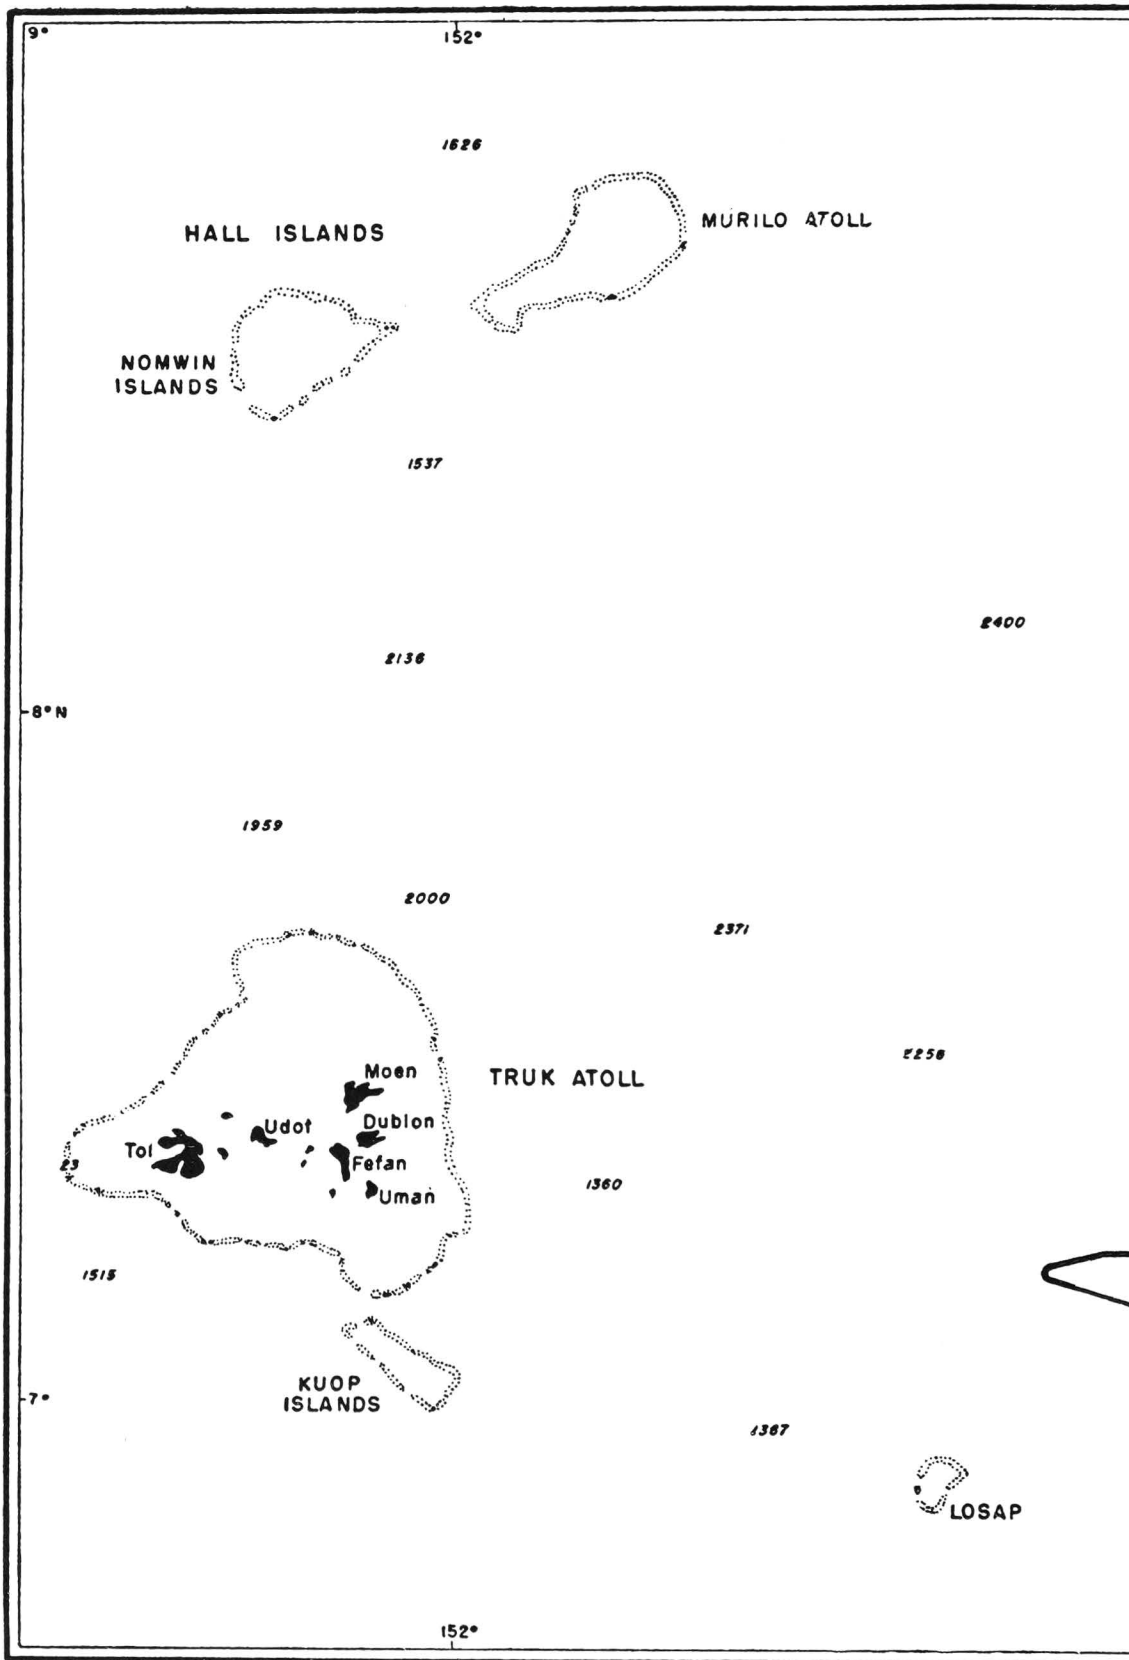 9°
152°
1626
MURILO ATOLL
HALL ISLANDS
NOMWIN
ISLANDS
1537
2400
2136
8° N
1959
2000
2371
2258
Moen
TRUK ATOLL
Udot
Dublon
Tol
Fefan
23
1360
Uman
1515
KUOP
ISLANDS
7°
1367
LOSAP
152°